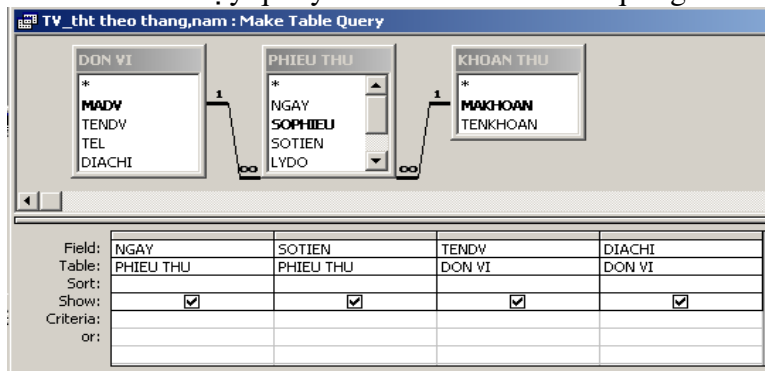 TV_tht theo thang,nam : Make Table Query
DON VI
*
MADV
TENDV
TEL
DIACHI
1
∞
PHIEU THU
*
NGAY
SOPHIEU
SOTIEN
LYDO
∞
1
KHOAN THU
*
MAKHOAN
TENKHOAN
Field: NGAY SOTIEN TENDV DIACHI
Table: PHIEU THU PHIEU THU DON VI DON VI
Sort:
Show:
Criteria:
or: